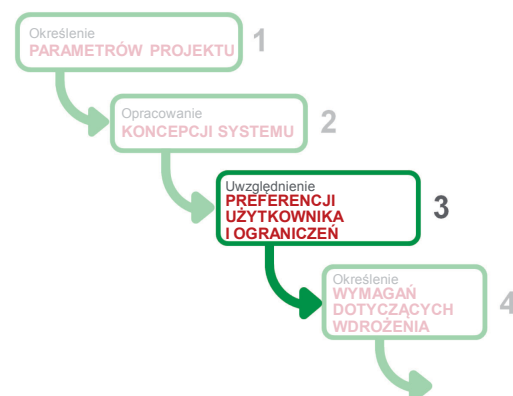 Określenie
PARAMETRÓW PROJEKTU
1
Opracowanie
KONCEPCJI SYSTEMU
2
Uwzględnienie
PREFERENCJI
UŻYTKOWNIKA
I OGRANICZEŃ
3
Określenie
WYMAGAŃ
DOTYCZĄCYCH
WDROŻENIA
4